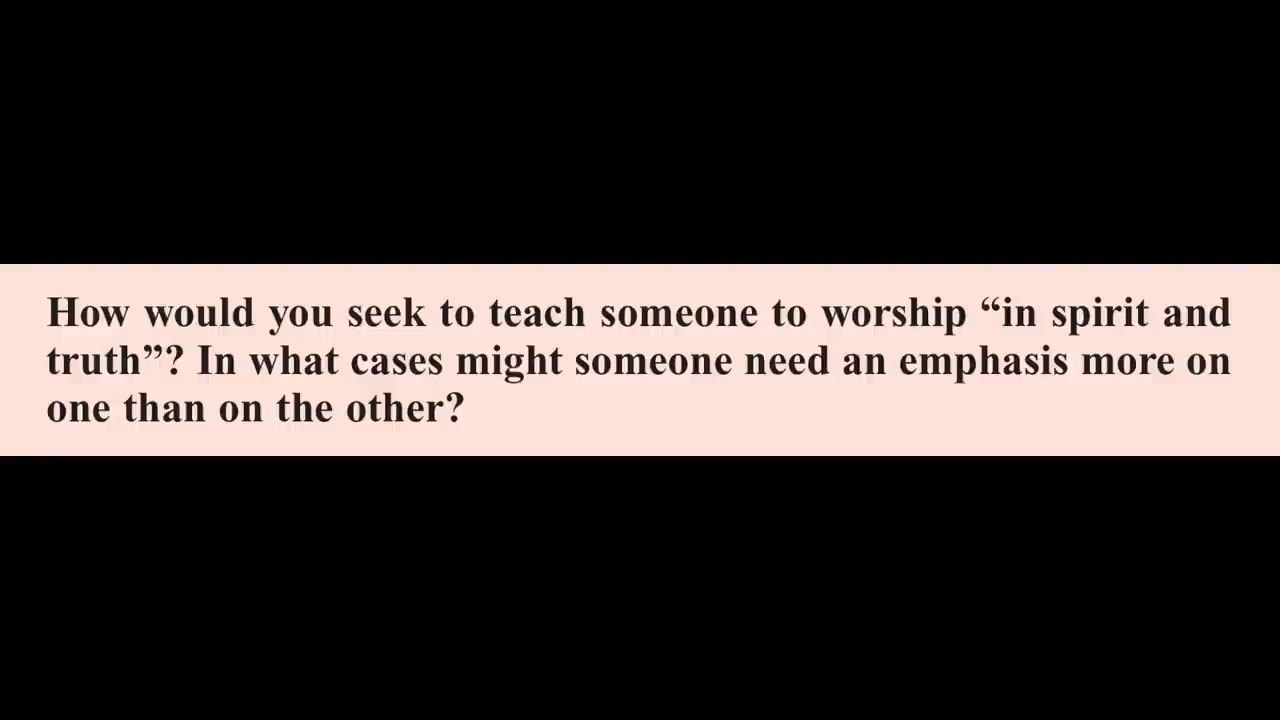 How would you seek to teach someone to worship “in spirit and
truth”? In what cases might someone need an emphasis more on
one than on the other?